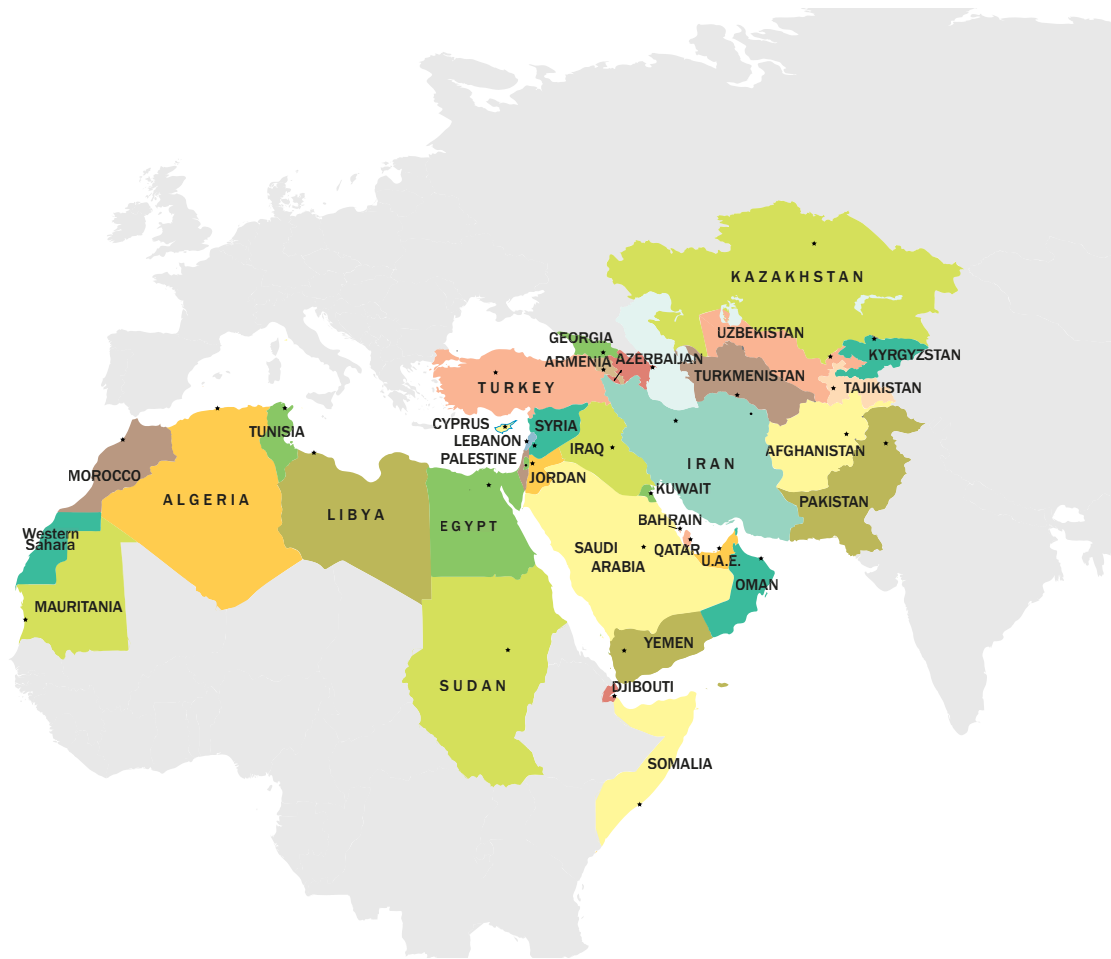 KAZAKHSTAN
UZBEKISTAN
GEORGIA
KYRGYZSTAN
ARMENIA
AZERBAIJAN
TURKMENISTAN
TURKEY
TAJIKISTAN
CYPRUS
SYRIA
TUNISIA
LEBANON
IRAQ
AFGHANISTAN
PALESTINE
IRAN
MOROCCO
JORDAN
KUWAIT
ALGERIA
PAKISTAN
LIBYA
BAHRAIN
EGYPT
Western
Sahara
SAUDI
ARABIA
QATAR
U.A.E.
OMAN
MAURITANIA
YEMEN
SUDAN
DJIBOUTI
SOMALIA